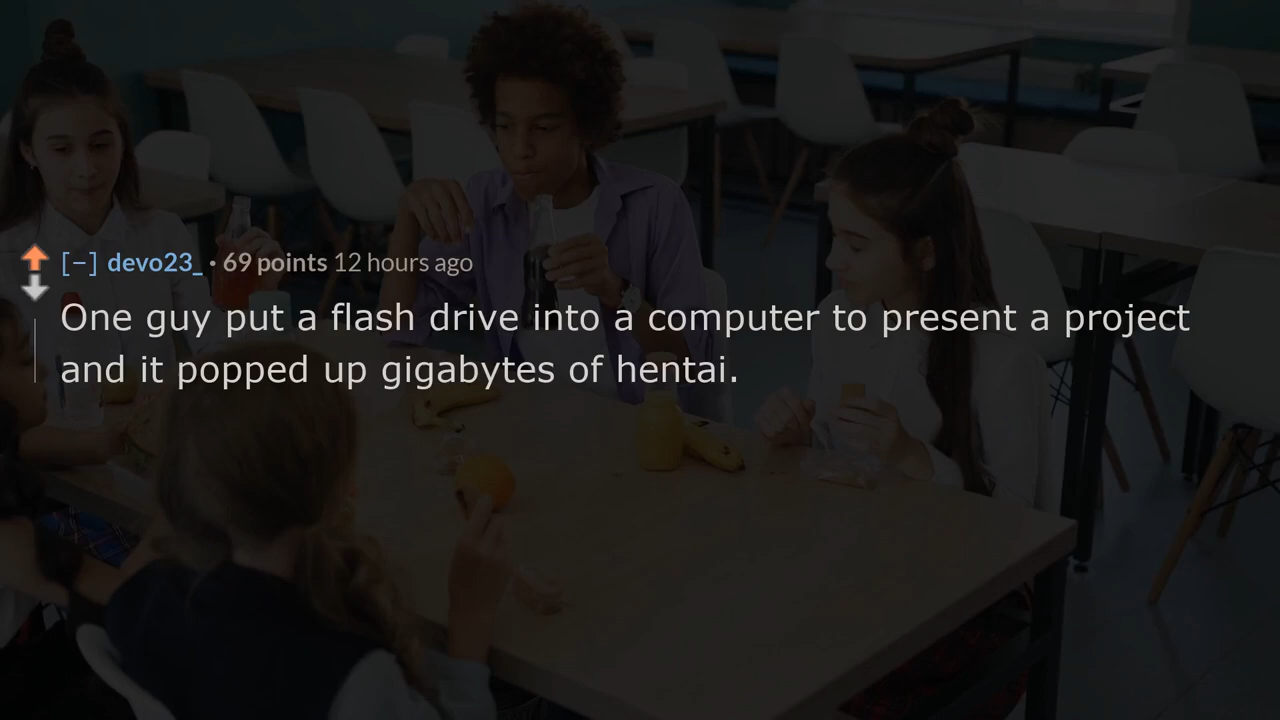 [−] devo23_ • 69 points 12 hours ago
One guy put a flash drive into a computer to present a project
and it popped up gigabytes of hentai.